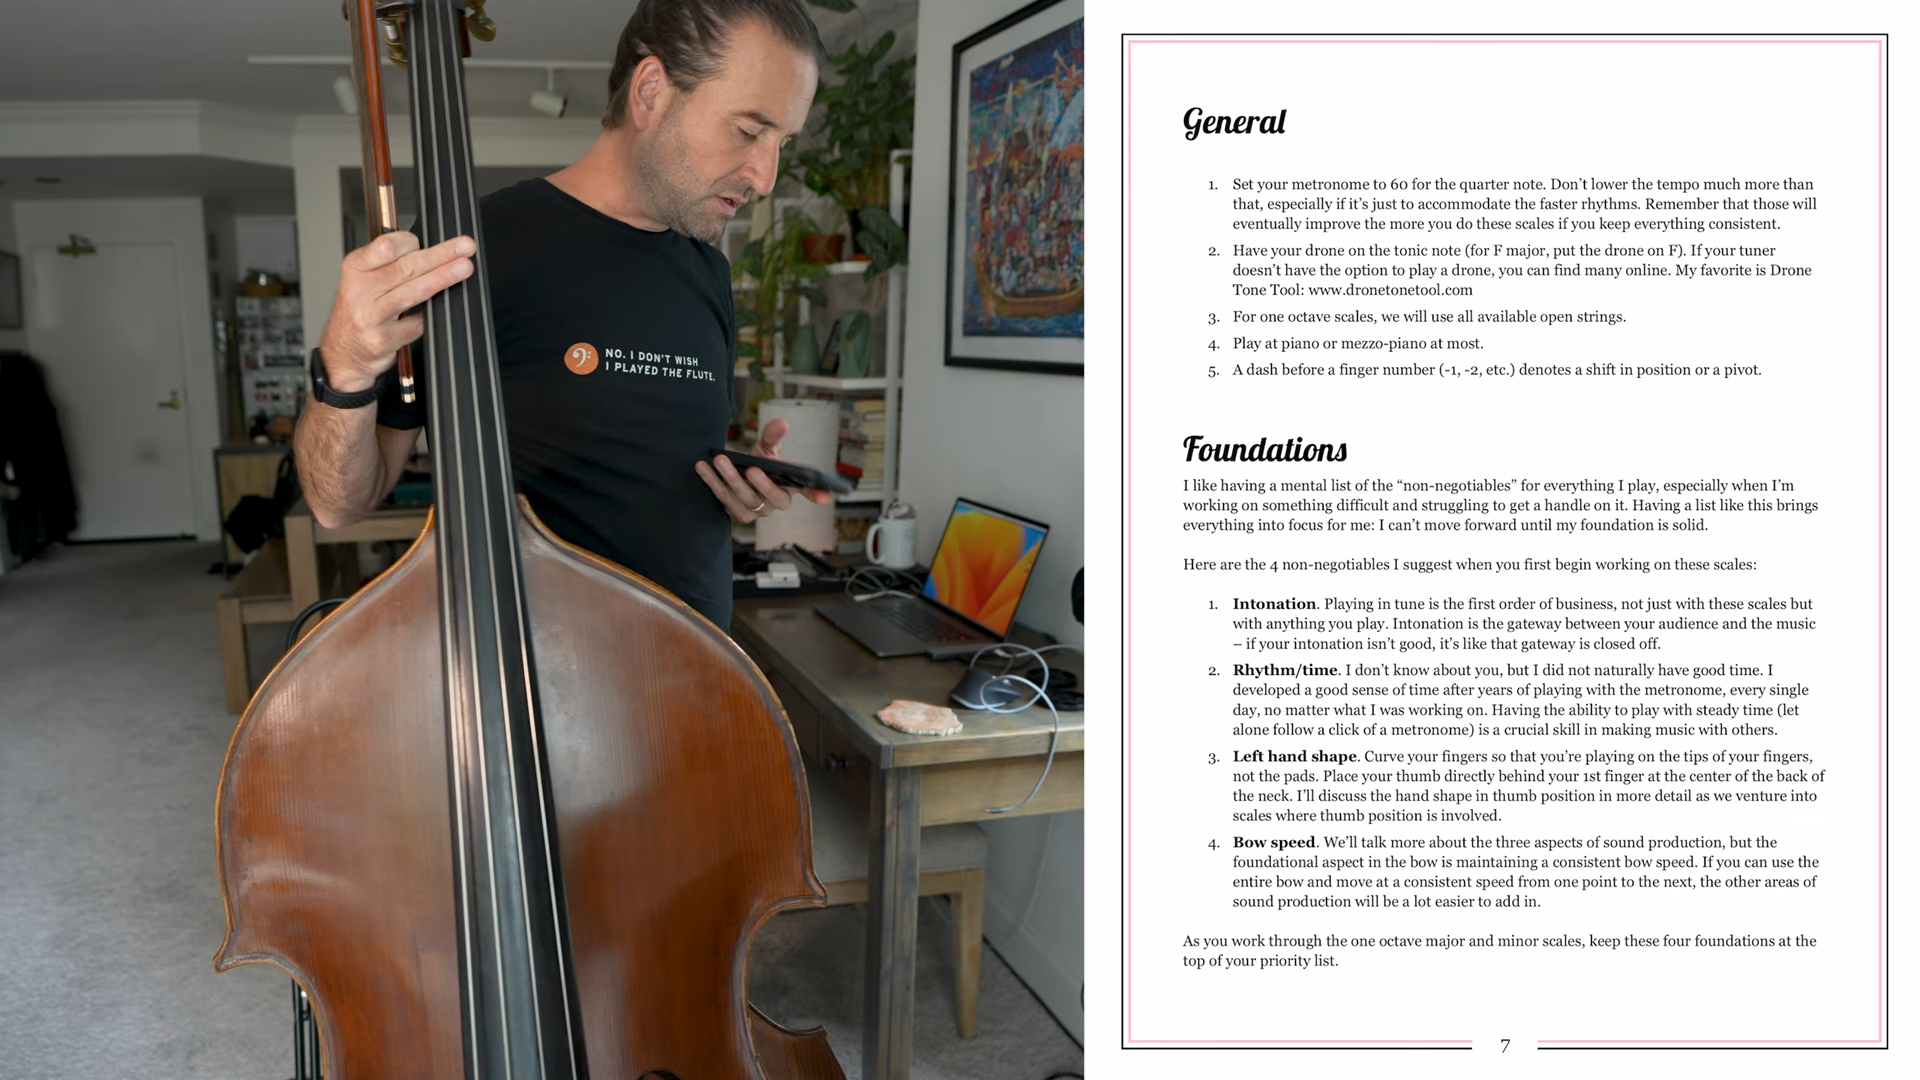 NO. I DON'T WISH
I PLAYED THE FLUTE.
General
1. Set your metronome to 60 for the quarter note. Don't lower the tempo much more than
that, especially if it's just to accommodate the faster rhythms. Remember that those will
eventually improve the more you do these scales if you keep everything consistent.
2. Have your drone on the tonic note (for F major, put the drone on F). If your tuner
doesn't have the option to play a drone, you can find many online. My favorite is Drone
Tone Tool: www.dronetonetool.com
3. For one octave scales, we will use all available open strings.
4. Play at piano or mezzo-piano at most.
5. A dash before a finger number (-1, -2, etc.) denotes a shift in position or a pivot.
Foundations
I like having a mental list of the “non-negotiables” for everything I play, especially when I'm
working on something difficult and struggling to get a handle on it. Having a list like this brings
everything into focus for me: I can't move forward until my foundation is solid.
Here are the 4 non-negotiables I suggest when you first begin working on these scales:
1. Intonation. Playing in tune is the first order of business, not just with these scales but
with anything you play. Intonation is the gateway between your audience and the music
– if your intonation isn't good, it's like that gateway is closed off.
2. Rhythm/time. I don't know about you, but I did not naturally have good time. I
developed a good sense of time after years of playing with the metronome, every single
day, no matter what I was working on. Having the ability to play with steady time (let
alone follow a click of a metronome) is a crucial skill in making music with others.
3. Left hand shape. Curve your fingers so that you're playing on the tips of your fingers,
not the pads. Place your thumb directly behind your 1st finger at the center of the back of
the neck. I'll discuss the hand shape in thumb position in more detail as we venture into
scales where thumb position is involved.
4. Bow speed. We'll talk more about the three aspects of sound production, but the
foundational aspect in the bow is maintaining a consistent bow speed. If you can use the
entire bow and move at a consistent speed from one point to the next, the other areas of
sound production will be a lot easier to add in.
As you work through the one octave major and minor scales, keep these four foundations at the
top of your priority list.
7